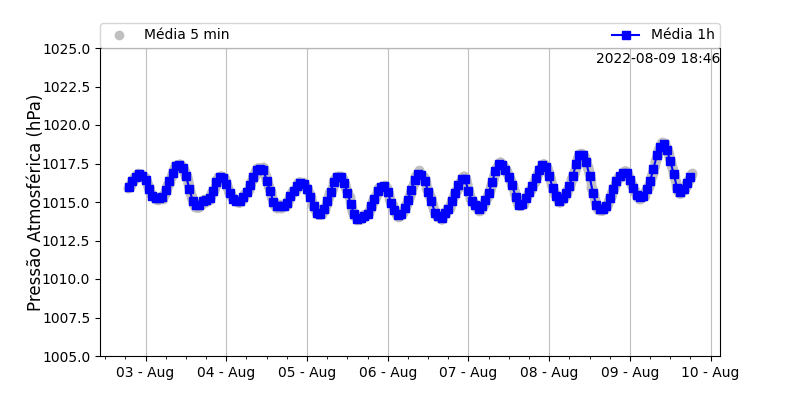 Média 5 min
Média 1h
2022-08-09 18:46
Pressão Atmosférica (hPa)
1025.0
1022.5
1020.0
1017.5
1015.0
1012.5
1010.0
1007.5
1005.0
03 - Aug
04 - Aug
05 - Aug
06 - Aug
07 - Aug
08 - Aug
09 - Aug
10 - Aug